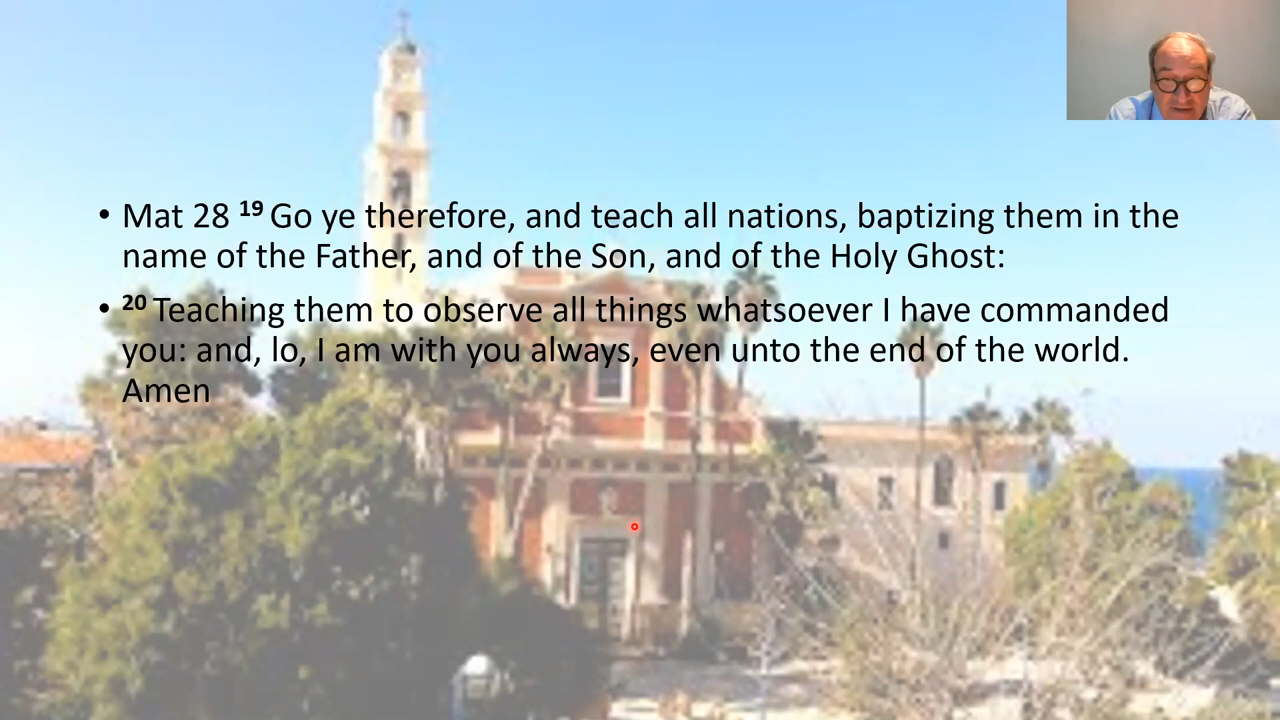 • Mat 28 19 Go ye therefore, and teach all nations, baptizing them in the
name of the Father, and of the Son, and of the Holy Ghost:
• 20 Teaching them to observe all things whatsoever I have commanded
you: and, lo, I am with you always, even unto the end of the world.
Amen